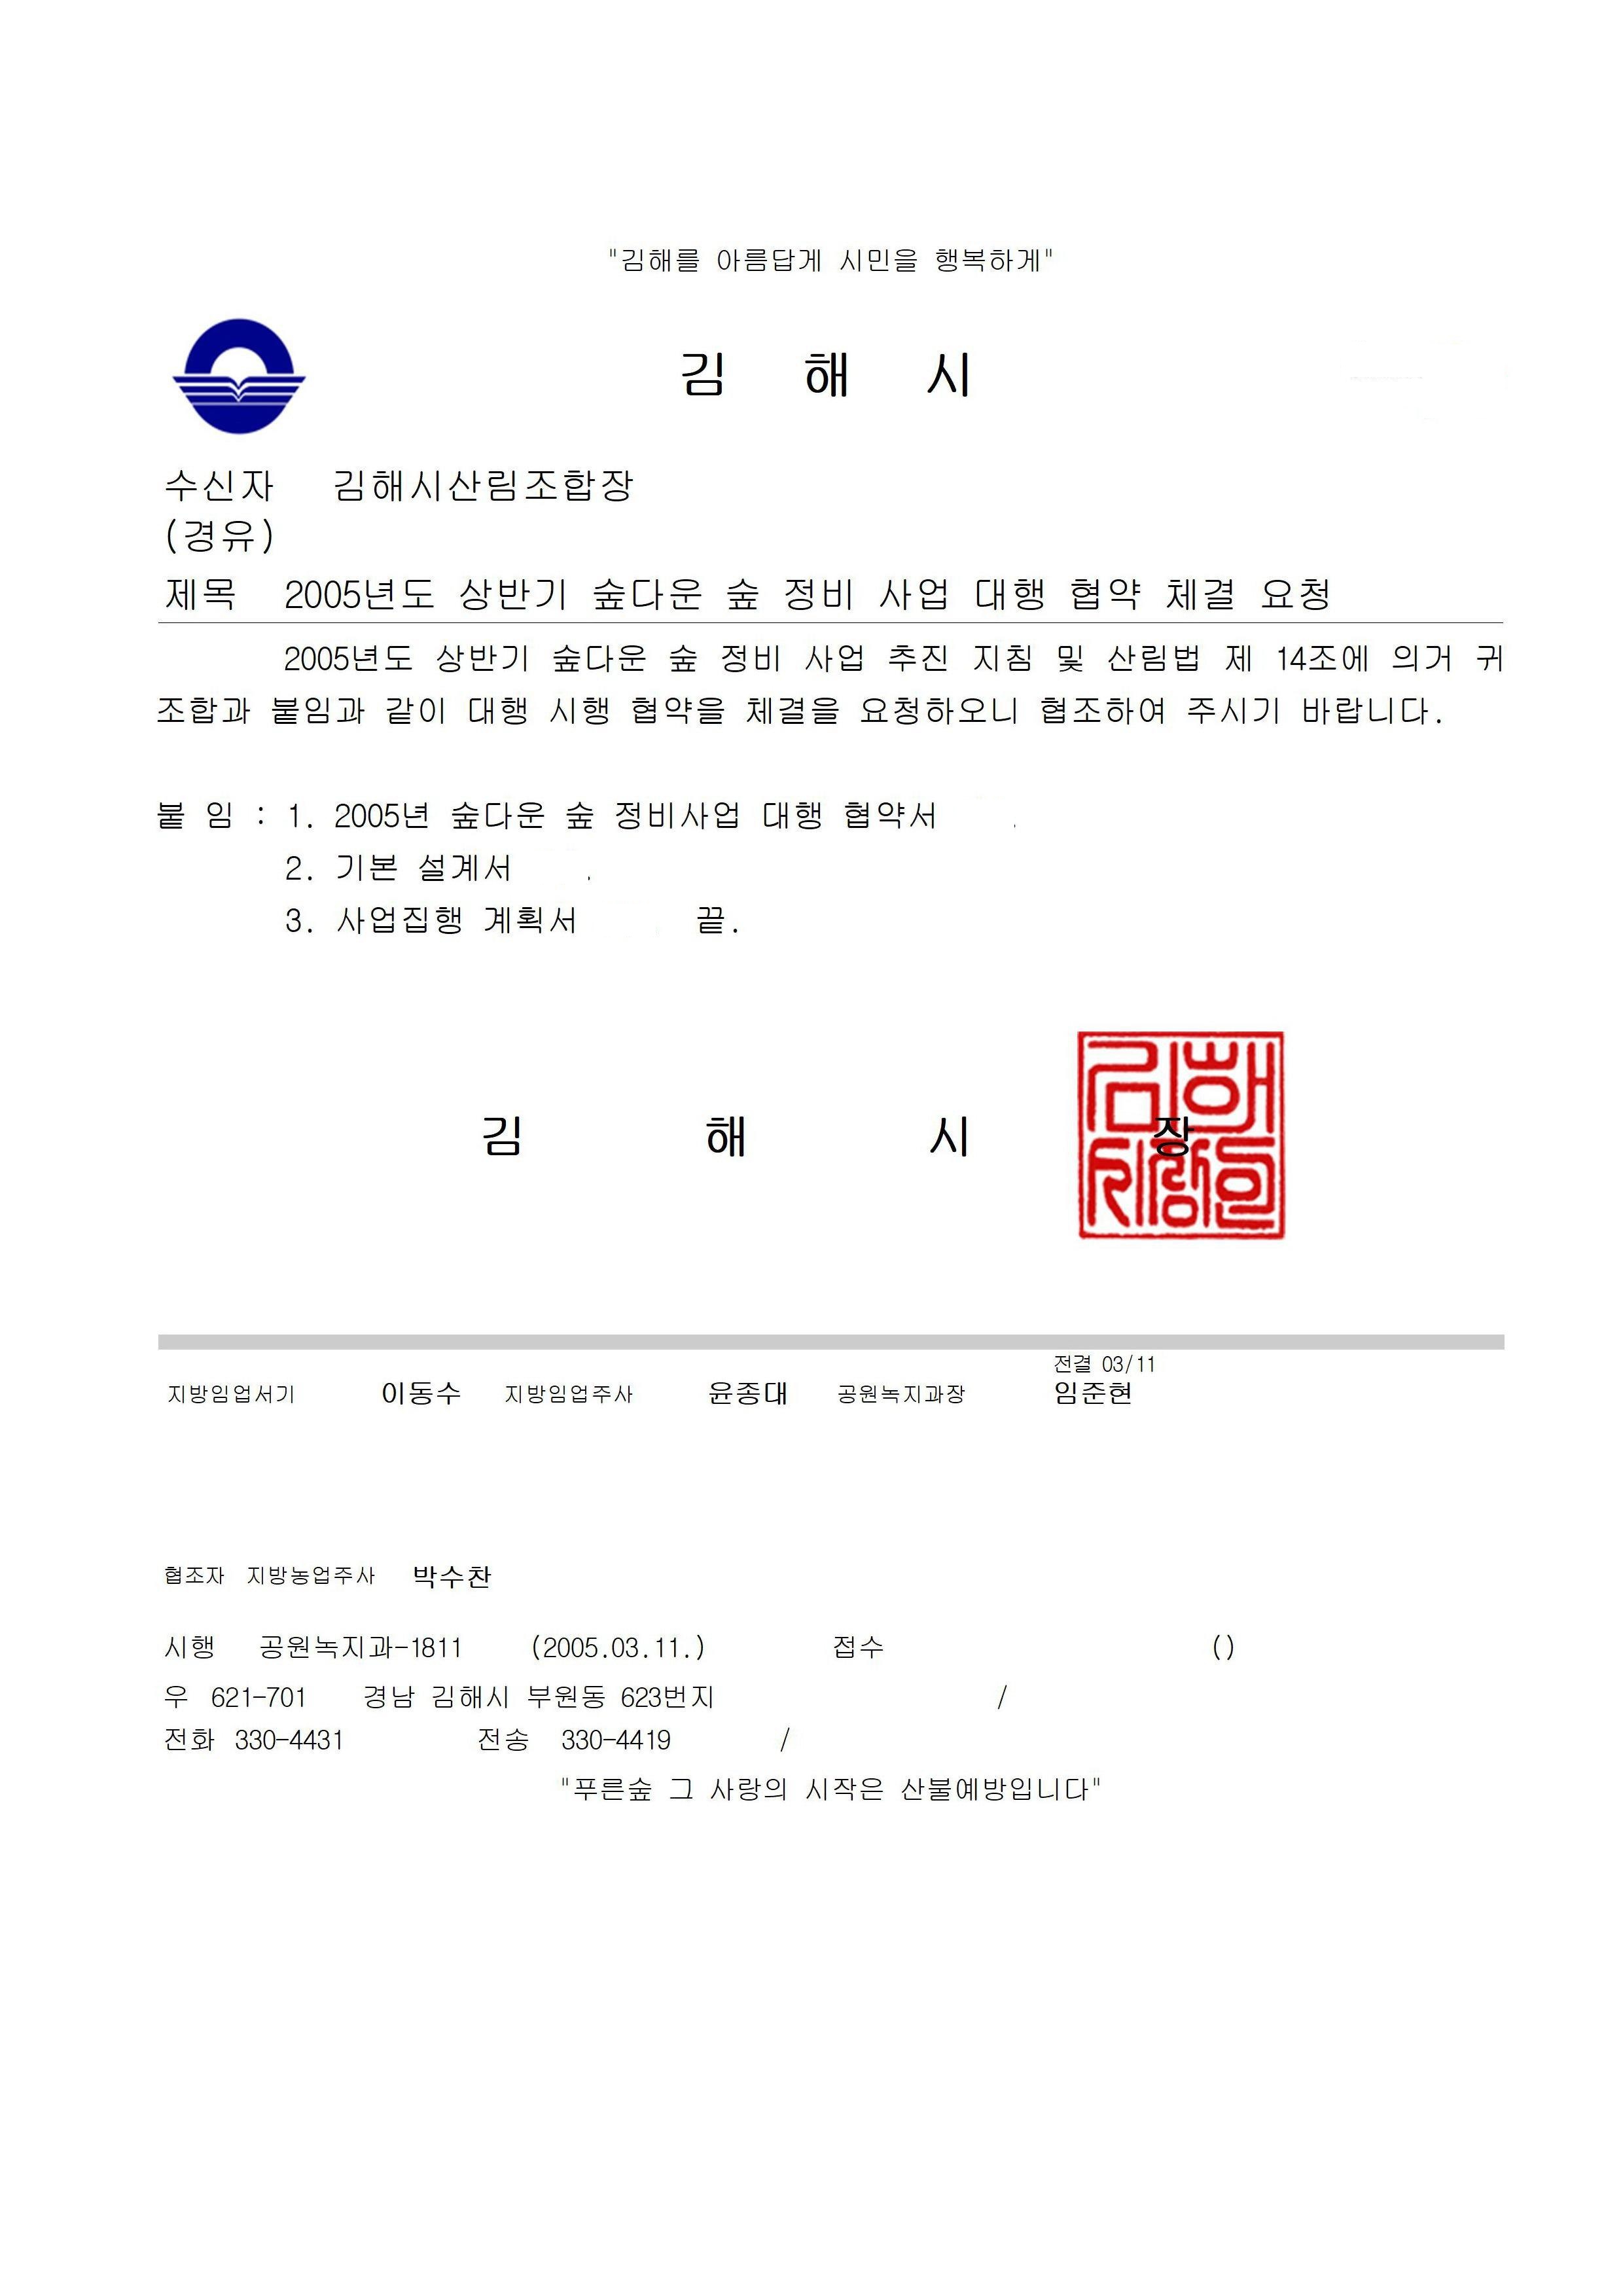 "김해를 아름답게 시민을 행복하게"
김 해 시
수신자 김해시산림조합장
(경유)
제목 2005년도 상반기 숲다운 숲 정비 사업 대행 협약 체결 요청
2005년도 상반기 숲다운 숲 정비 사업 추진 지침 및 산림법 제 14조에 의거 귀
조합과 붙임과 같이 대행 시행 협약을 체결을 요청하오니 협조하여 주시기 바랍니다.
붙 임 : 1. 2005년 숲다운 숲 정비사업 대행 협약서 .
2. 기본 설계서 .
3. 사업집행 계획서 끝.
김 해 시 장
전결 03/11
지방임업서기 이동수 지방임업주사 윤종대 공원녹지과장 임준현
협조자 지방농업주사 박수찬
시행 공원녹지과-1811 (2005.03.11.) 접수 ()
우 621-701 경남 김해시 부원동 623번지 /
전화 330-4431 전송 330-4419 /
"푸른숲 그 사랑의 시작은 산불예방입니다"